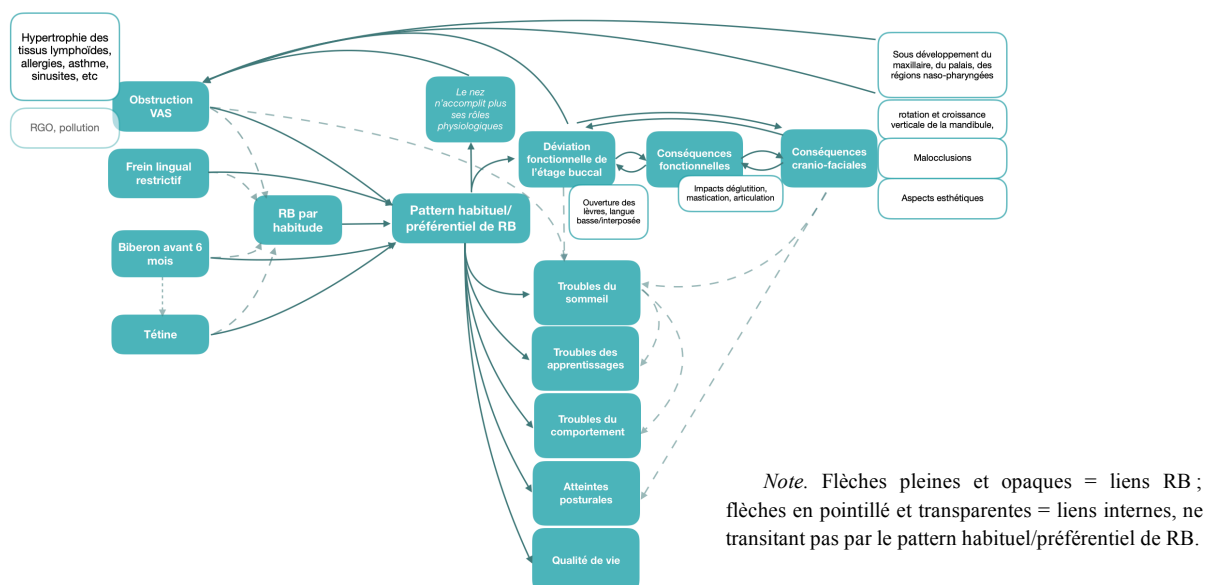 Hypertrophie des
tissus lymphoïdes,
allergies, asthme,
sinusites, etc
RGO, pollution
Obstruction
VAS
Frein lingual
restrictif
RB par
habitude
Biberon avant 6
mois
Tétine
Pattern habituel/
préférentiel de RB
Le nez
n'accomplit plus
ses rôles
physiologiques
Déviation
fonctionnelle de
l'étage buccal
Ouverture des
lèvres, langue
basse/interposée
Conséquences
fonctionnelles
Impacts déglutition,
mastication, articulation
Conséquences
cranio-faciales
Sous développement du
maxillaire, du palais, des
régions naso-pharyngées
rotation et croissance
verticale de la mandibule,
Malocclusions
Aspects esthétiques
Troubles du
sommeil
Troubles des
apprentissages
Troubles du
comportement
Atteintes
posturales
Qualité de vie
Note. Flèches pleines et opaques = liens RB ;
flèches en pointillé et transparentes = liens internes, ne
transitant pas par le pattern habituel/préférentiel de RB.